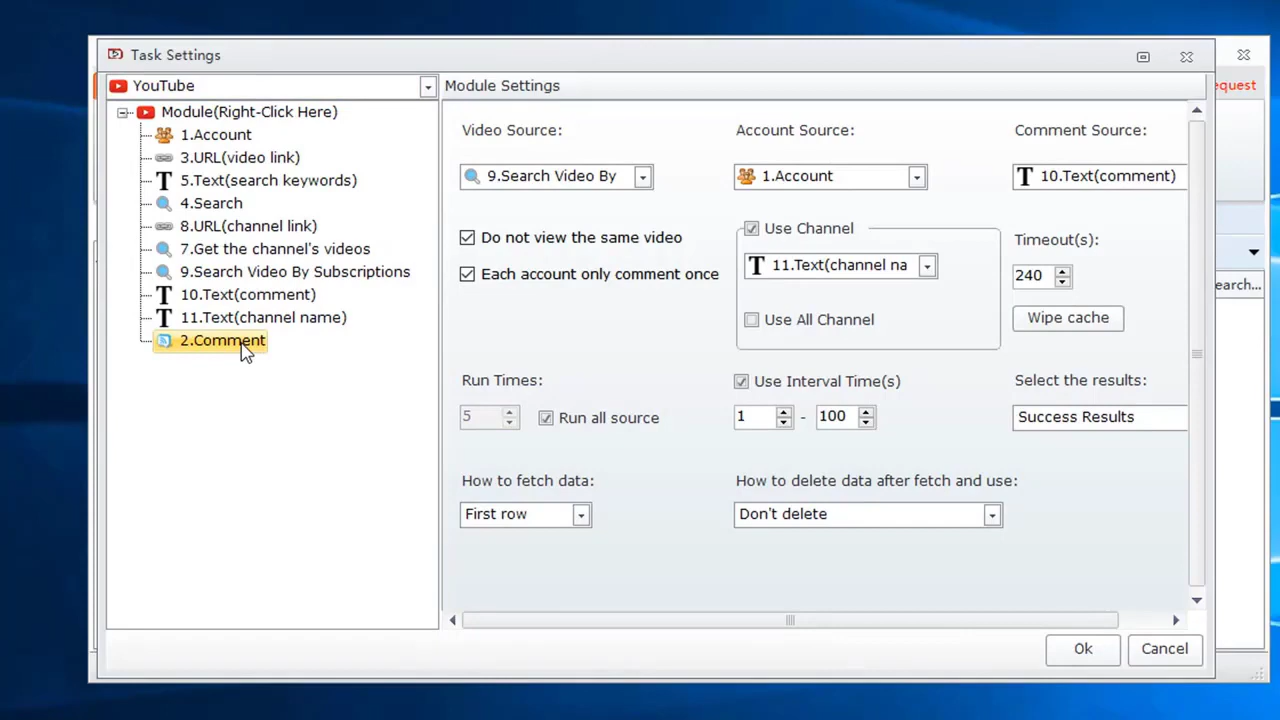 Task Settings
YouTube
Module Settings
equest
Module(Right-Click Here)
1.Account
3.URL(video link)
5.Text(search keywords)
4.Search
8.URL(channel link)
7.Get the channel's videos
9.Search Video By Subscriptions
10.Text(comment)
11.Text(channel name)
2.Comment
Video Source:
Account Source:
Comment Source:
9.Search Video By
1.Account
10.Text(comment)
Do not view the same video
Use Channel
Timeout(s):
Each account only comment once
11.Text(channel na
240
earch...
Use All Channel
Wipe cache
Run Times:
Use Interval Time(s)
Select the results:
5
Run all source
1 - 100
Success Results
How to fetch data:
How to delete data after fetch and use:
First row
Don't delete
Ok
Cancel